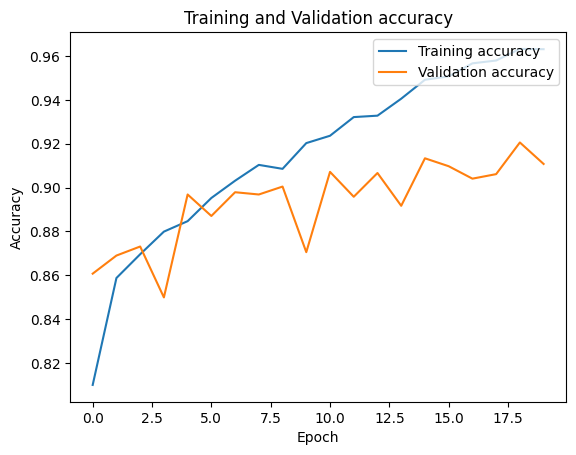 Training and Validation accuracy
Training accuracy
Validation accuracy
0.96
0.94
0.92
0.90
0.88
0.86
0.84
0.82
Accuracy
0.0 2.5 5.0 7.5 10.0 12.5 15.0 17.5
Epoch